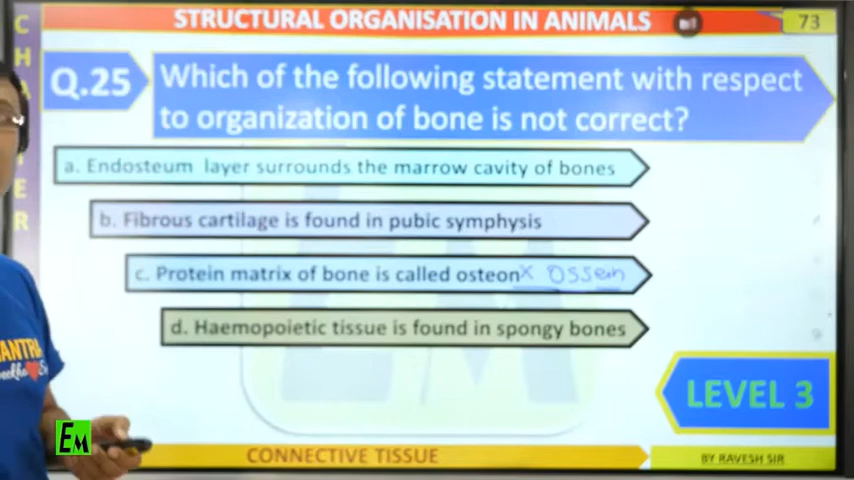 STRUCTURAL ORGANISATION IN ANIMALS
73
Q.25
Which of the following statement with respect
to organization of bone is not correct?
a. Endosteum layer surrounds the marrow cavity of bones
b. Fibrous cartilage is found in pubic symphysis
c. Protein matrix of bone is called osteon x ossein
d. Haemopoietic tissue is found in spongy bones
LEVEL 3
EM
CONNECTIVE TISSUE
BY RAVESH SIR